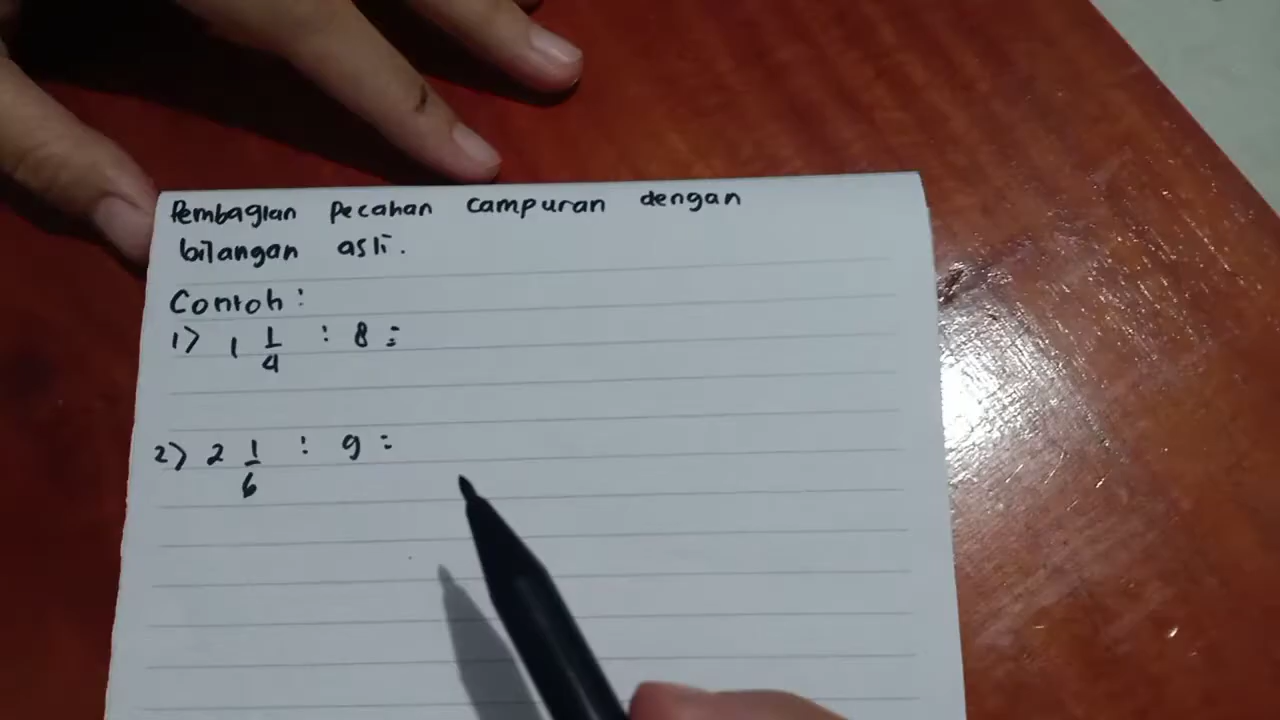 Pembagian pecahan campuran dengan
bilangan asli.
Contoh :
1) 1 1/4 : 8 =
2) 2 1/6 : 9 =